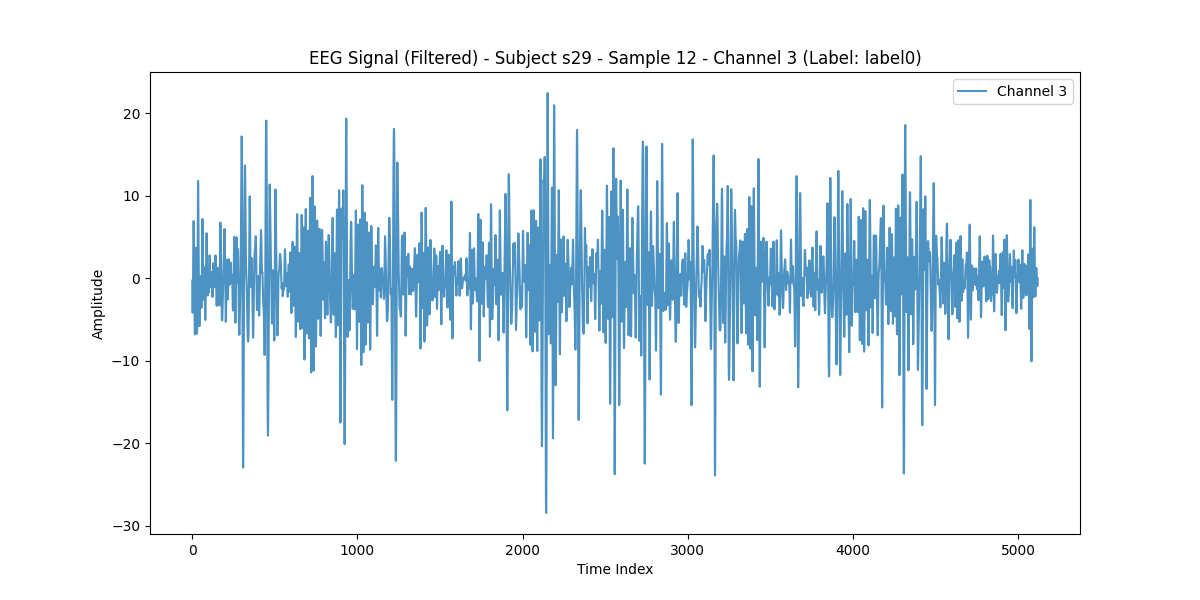 EEG Signal (Filtered) - Subject s29 - Sample 12 - Channel 3 (Label: label0)
Channel 3
20
10
0
−10
−20
−30
Amplitude
0 1000 2000 3000 4000 5000
Time Index